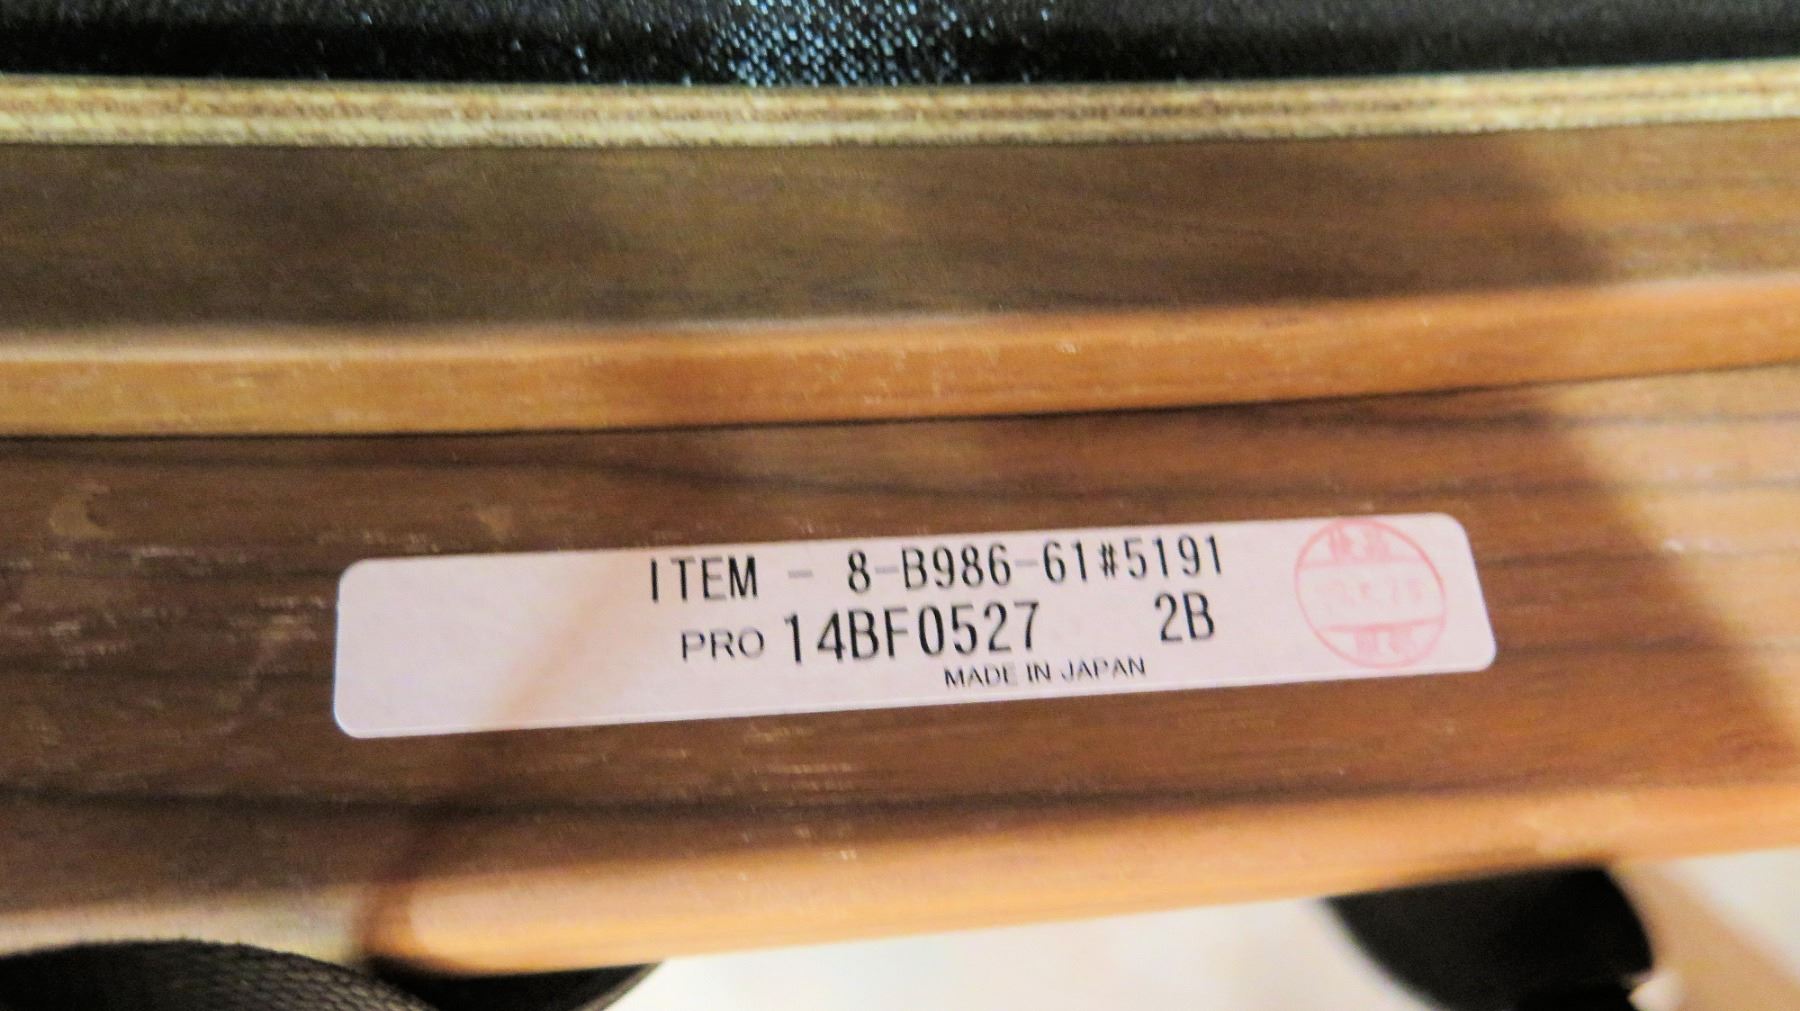 ITEM - 8-B986-61#5191
PRO 14BF0527 2B
MADE IN JAPAN